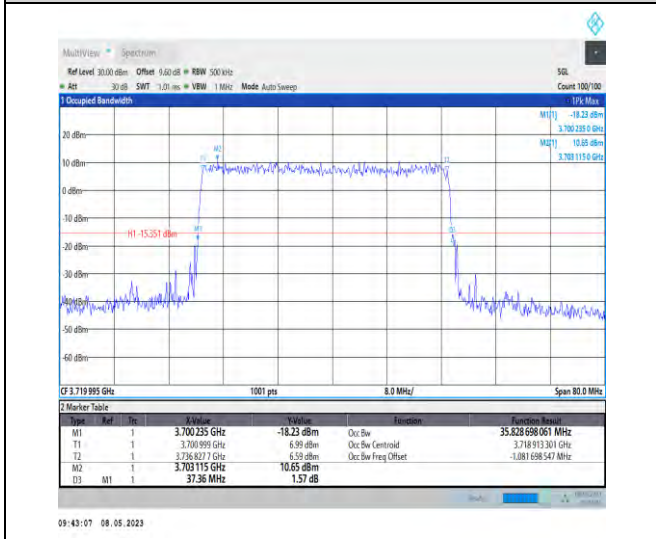 MultiView Spectrum
Ref Level 30.00 dBm Offset 9.60 dB RBW 500 kHz SGL
Att 30 dB SWT 1.01 ms VBW 1 MHz Mode Auto Sweep Count 100/100
1 Occupied Bandwidth 1Pk Max
M1[1] -18.23 dBm
3.700 235 0 GHz
M2[1] 10.65 dBm
3.703 115 0 GHz
20 dBm
M2
10 dBm
0 dBm
-10 dBm
H1 -15.351 dBm
M1
D3
-20 dBm
-30 dBm
-40 dBm
-50 dBm
-60 dBm
CF 3.719 995 GHz 1001 pts 8.0 MHz/ Span 80.0 MHz
2 Marker Table
Type Ref Trc X-Value Y-Value Function Function Result
M1 1 3.700 235 GHz -18.23 dBm Occ Bw 35.828 698 061 MHz
T1 1 3.700 999 GHz 6.99 dBm Occ Bw Centroid 3.718 913 301 GHz
T2 1 3.736 827 7 GHz 6.59 dBm Occ Bw Freq Offset -1.081 698 547 MHz
M2 1 3.703 115 GHz 10.65 dBm
D3 M1 1 37.36 MHz 1.57 dB
09:43:07 08.05.2023